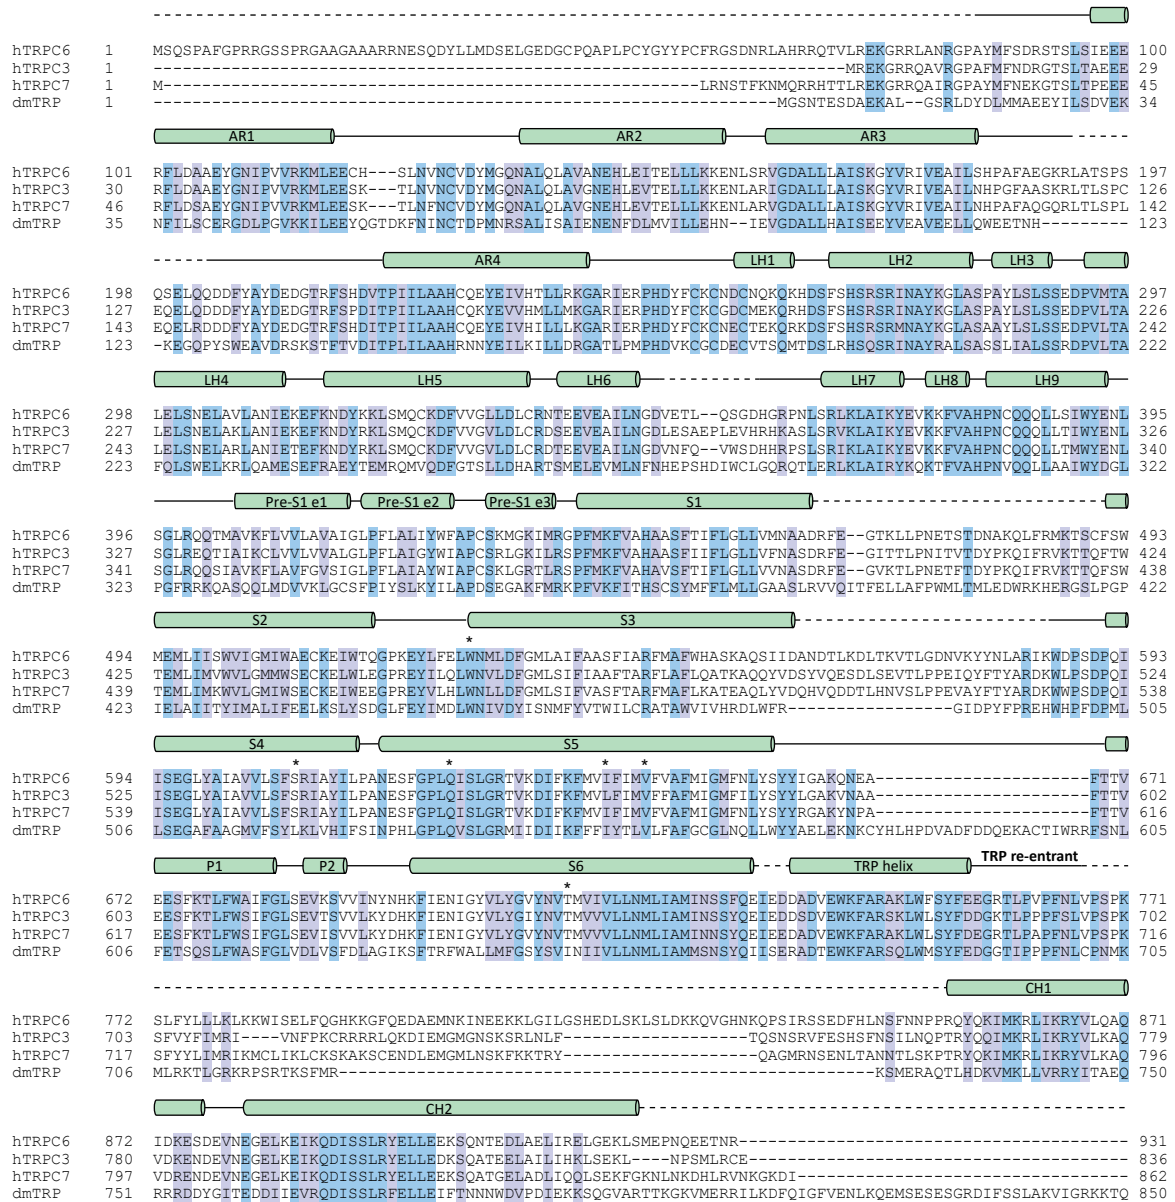 hTRPC6 1 MSQSPAFGPRRGSSPRGAAGAAARRNESQDYLLMDSELGEDGCPQAPLPCYGYYPCFRGSDNRLAHRRQTVLREKGRRLANRGPAYMFSDRSTSLSIEEE 100
hTRPC3 1 -----------------------------------------------------------------------MREKGRRQAVRGPAFMFNDRGTSLTAEEE 29
hTRPC7 1 M-------------------------------------------------------LRNSTFKNMQRRHTTLREKGRRQAIRGPAYMFNEKGTSLTPEEE 45
dmTRP 1 ----------------------------------------------------------------MGSNTESDAEKAL--GSRLDYDLMMAEEYILSDVEK 34
AR1 AR2 AR3
hTRPC6 101 RFLDAAEYGNIPVVRKMLEECH---SLNVNCVDYMGQNALQLAVANEHLEITELLLKKENLSRVGDALLLAISKGYVRIVEAILSHPAFAEGKRLATSPS 197
hTRPC3 30 RFLDAAEYGNIPVVRKMLEESK---TLNVNCVDYMGQNALQLAVGNEHLEVTELLLKKENLARIGDALLLAISKGYVRIVEAILNHPGFAASKRLTLSPC 126
hTRPC7 46 RFLDSAEYGNIPVVRKMLEESK---TLNFNCVDYMGQNALQLAVGNEHLEVTELLLKKENLARVGDALLLAISKGYVRIVEAILNHPAFAQGQRLTLSPL 142
dmTRP 35 NFILSCERGDLPGVKKILEEYQGTDKFNINCTDPMNRSALISAIENENFDLMVILLEHN---IEVGDALLHAISEEYVEAVEELLQWEETNH-------- 123
AR4 LH1 LH2 LH3
hTRPC6 198 QSELQQDDFYAYDEDGTRFSHDVTPIILAAHCQEYEIVHTLLRKGARIERPHDYFCKCNDCNQKQKHDSFSHSRSRINAYKGLASPAYLSLSSEDPVMTA 297
hTRPC3 127 EQELQDDDFYAYDEDGTRFSPDITPIILAAHCQKYEVVHMLLMKGARIERPHDYFCKCGDCMEKQRHDSFSHSRSRINAYKGLASPAYLSLSSEDPVLTA 226
hTRPC7 143 EQELRDDDFYAYDEDGTRFSHDITPIILAAHCQEYEIVHILLLKGARIERPHDYFCKCNECTEKQRKDSFSHSRSRMNAYKGLASAAYLSLSSEDPVLTA 242
dmTRP 123 -KEGQPYSWEAVDRSKSTFTVDITPLILAAHRNNYEILKILLDRGATLPMPHDVKCGCDECVTSQMTDSLRHSQSRINAYRALSASSLIALSSRDPVLTA 222
LH4 LH5 LH6 LH7 LH8 LH9
hTRPC6 298 LELSNELAVLANIEKEFKNDYKKLSMQCKDFVVGLLDLCRNTEEVEAILNGDVETL--QSGDHGRPNLSRLKLAIKYEVKKFVAHPNCQQQLLSIWYENL 395
hTRPC3 227 LELSNELAKLANIEKEFKNDYRKLSMQCKDFVVGVLDLCRDSEEVEAILNGDLESAEPLEVHRHKASLSRVKLAIKYEVKKFVAHPNCQQQLLTIWYENL 326
hTRPC7 243 LELSNELARLANIETEFKNDYRKLSMQCKDFVVGVLDLCRDTEEVEAILNGDVNFQ--VWSDHHRPSLSRIKLAIKYEVKKFVAHPNCQQQLLTMWYENL 340
dmTRP 223 FQLSWELKRLQAMESEFRAEYTEMRQMVQDFGTSLLDHARTSMELEVMLNFNHEPSHDIWCLGQRQTLERLKLAIRYKQKTFVAHPNVQQLLAAIWYDGL 322
Pre-S1 e1 Pre-S1 e2 Pre-S1 e3 S1
hTRPC6 396 SGLRQQTMAVKFLVVLAVAIGLPFLALIYWFAPCSKMGKIMRGPFMKFVAHAASFTIFLGLLVMNAADRFE--GTKLLPNETSTDNAKQLFRMKTSCFSW 493
hTRPC3 327 SGLREQTIAIKCLVVLVVALGLPFLAIGYWIAPCSRLGKILRSPFMKFVAHAASFIIFLGLLVFNASDRFE--GITTLPNITVTDYPKQIFRVKTTQFTW 424
hTRPC7 341 SGLRQQSIAVKFLAVFGVSIGLPFLAIAYWIAPCSKLGRTLRSPFMKFVAHAVSFTIFLGLLVVNASDRFE--GVKTLPNETFTDYPKQIFRVKTTQFSW 438
dmTRP 323 PGFRRKQASQQLMDVVKLGCSFPIYSLKYILAPDSEGAKFMRKPFVKFITHSCSYMFFLMLLGAASLRVVQITFELLAFPWMLTMLEDWRKHERGSLPGP 422
S2 S3
*
hTRPC6 494 MEMLIISWVIGMIWAECKEIWTQGPKEYLFELWNMLDFGMLAIFAASFIARFMAFWHASKAQSIIDANDTLKDLTKVTLGDNVKYYNLARIKWDPSDPQI 593
hTRPC3 425 TEMLIMVWVLGMMWSECKELWLEGPREYILQLWNVLDFGMLSIFIAAFTARFLAFLQATKAQQYVDSYVQESDLSEVTLPPEIQYFTYARDKWLPSDPQI 524
hTRPC7 439 TEMLIMKWVLGMIWSECKEIWEEGPREYVLHLWNLLDFGMLSIFVASFTARFMAFLKATEAQLYVDQHVQDDTLHNVSLPPEVAYFTYARDKWWPSDPQI 538
dmTRP 423 IELAIITYIMALIFEELKSLYSDGLFEYIMDLWNIVDYISNMFYVTWILCRATAWVIVHRDLWFR-----------------GIDPYFPREHWHPFDPML 505
S4 S5
* * * *
hTRPC6 594 ISEGLYAIAVVLSFSRIAYILPANESFGPLQISLGRTVKDIFKFMVIFIMVFVAFMIGMFNLYSYYIGAKQNEA----------------------FTTV 671
hTRPC3 525 ISEGLYAIAVVLSFSRIAYILPANESFGPLQISLGRTVKDIFKFMVLFIMVFFAFMIGMFILYSYYLGAKVNAA----------------------FTTV 602
hTRPC7 539 ISEGLYAIAVVLSFSRIAYILPANESFGPLQISLGRTVKDIFKFMVIFIMVFVAFMIGMFNLYSYYRGAKYNPA----------------------FTTV 616
dmTRP 506 LSEGAFAAGMVFSYLKLVHIFSINPHLGPLQVSLGRMIIDIIKFFFIYTLVLFAFGCGLNQLLWYYAELEKNKCYHLHPDVADFDDQEKACTIWRRFSNL 605
P1 P2 S6 TRP helix TRP re-entrant
*
hTRPC6 672 EESFKTLFWAIFGLSEVKSVVINYNHKFIENIGYVLYGVYNVTMVIVLLNMLIAMINSSFQEIEDDADVEWKFARAKLWFSYFEEGRTLPVPFNLVPSPK 771
hTRPC3 603 EESFKTLFWSIFGLSEVTSVVLKYDHKFIENIGYVLYGIYNVTMVVVLLNMLIAMINSSYQEIEDDSDVEWKFARSKLWLSYFDDGKTLPPPFSLVPSPK 702
hTRPC7 617 EESFKTLFWSIFGLSEVISVVLKYDHKFIENIGYVLYGVYNVTMVVVLLNMLIAMINNSYQEIEEDADVEWKFARAKLWLSYFDEGRTLPAPFNLVPSPK 716
dmTRP 606 FETSQSLFWASFGLVDLVSFDLAGIKSFTRFWALLMFGSYSVINIIVLLNMLIAMMSNSYQIISERADTEWKFARSQLWMSYFEDGGTIPPPFNLCPNMK 705
CH1
hTRPC6 772 SLFYLLLKLKKWISELFQGHKKGFQEDAEMNKINEEKKLGILGSHEDLSKLSLDKKQVGHNKQPSIRSSEDFHLNSFNNPPRQYQKIMKRLIKRYVLQAQ 871
hTRPC3 703 SFVYFIMRI---VNFPKCRRRRLQKDIEMGMGNSKSRLNLF--------------------TQSNSRVFESHSFNSILNQPTRYQQIMKRLIKRYVLKAQ 779
hTRPC7 717 SFYYLIMRIKMCLIKLCKSKAKSCENDLEMGMLNSKFKKTRY--------------------QAGMRNSENLTANNTLSKPTRYQKIMKRLIKRYVLKAQ 796
dmTRP 706 MLRKTLGRKRPSRTKSFMR-------------------------------------------------------KSMERAQTLHDKVMKLLVRRYITAEQ 750
CH2
hTRPC6 872 IDKESDEVNEGELKEIKQDISSLRYELLEEKSQNTEDLAELIRELGEKLSMEPNQEETNR---------------------------------------- 931
hTRPC3 780 VDKENDEVNEGELKEIKQDISSLRYELLEDKSQATEELAILIHKLSEKL----NPSMLRCE--------------------------------------- 836
hTRPC7 797 VDRENDEVNEGELKEIKQDISSLRYELLEEKSQATGELADLIQQLSEKFGKNLNKDHLRVNKGKDI---------------------------------- 862
dmTRP 751 RRRDDYGITEDDIIEVRQDISSLRFELLEIFTNNNWDVPDIEKKSQGVARTTKGKVMERRILKDFQIGFVENLKQEMSESESGRDIFSSLAKVIGRKKTQ 850